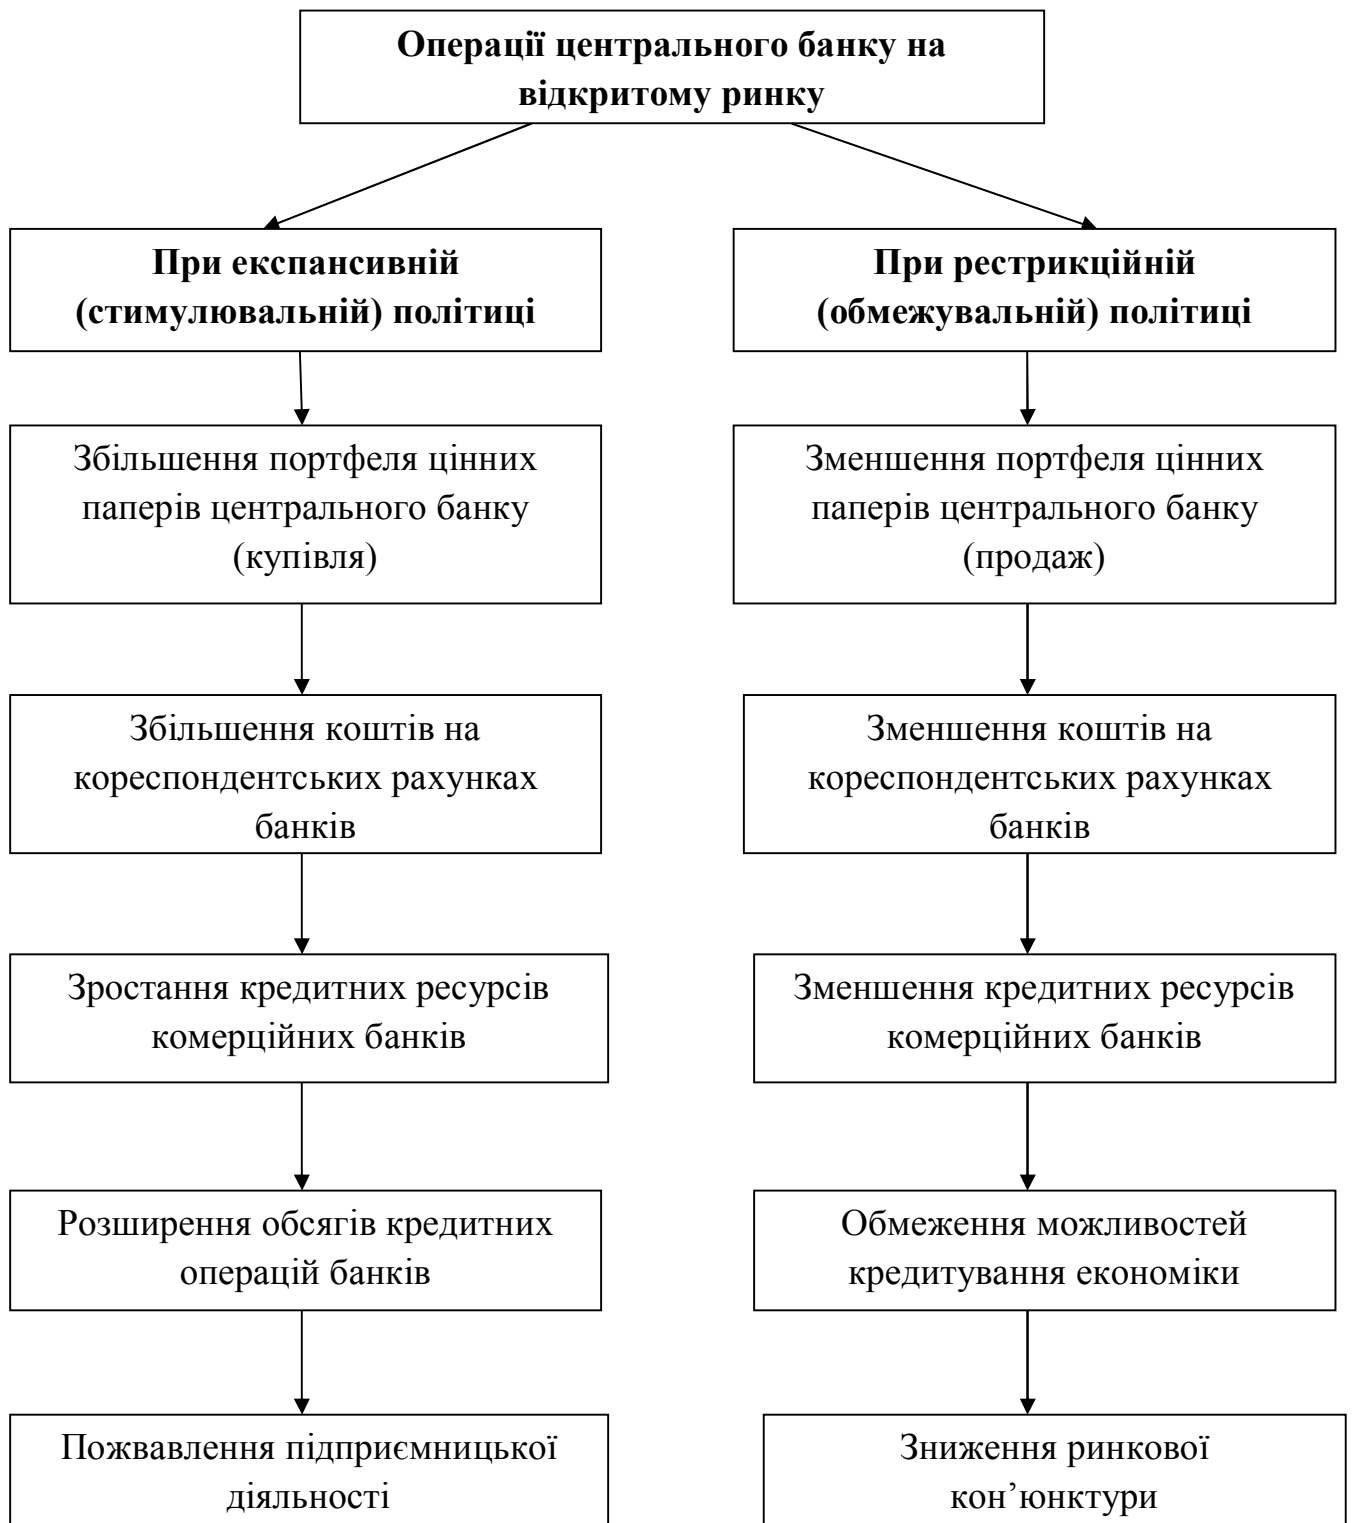 Операції центрального банку на
відкритому ринку
При експансивній
(стимулювальній) політиці
При рестрикційній
(обмежувальній) політиці
Збільшення портфеля цінних
паперів центрального банку
(купівля)
Зменшення портфеля цінних
паперів центрального банку
(продаж)
Збільшення коштів на
кореспондентських рахунках
банків
Зменшення коштів на
кореспондентських рахунках
банків
Зростання кредитних ресурсів
комерційних банків
Зменшення кредитних ресурсів
комерційних банків
Розширення обсягів кредитних
операцій банків
Обмеження можливостей
кредитування економіки
Пожвавлення підприємницької
діяльності
Зниження ринкової
кон’юнктури